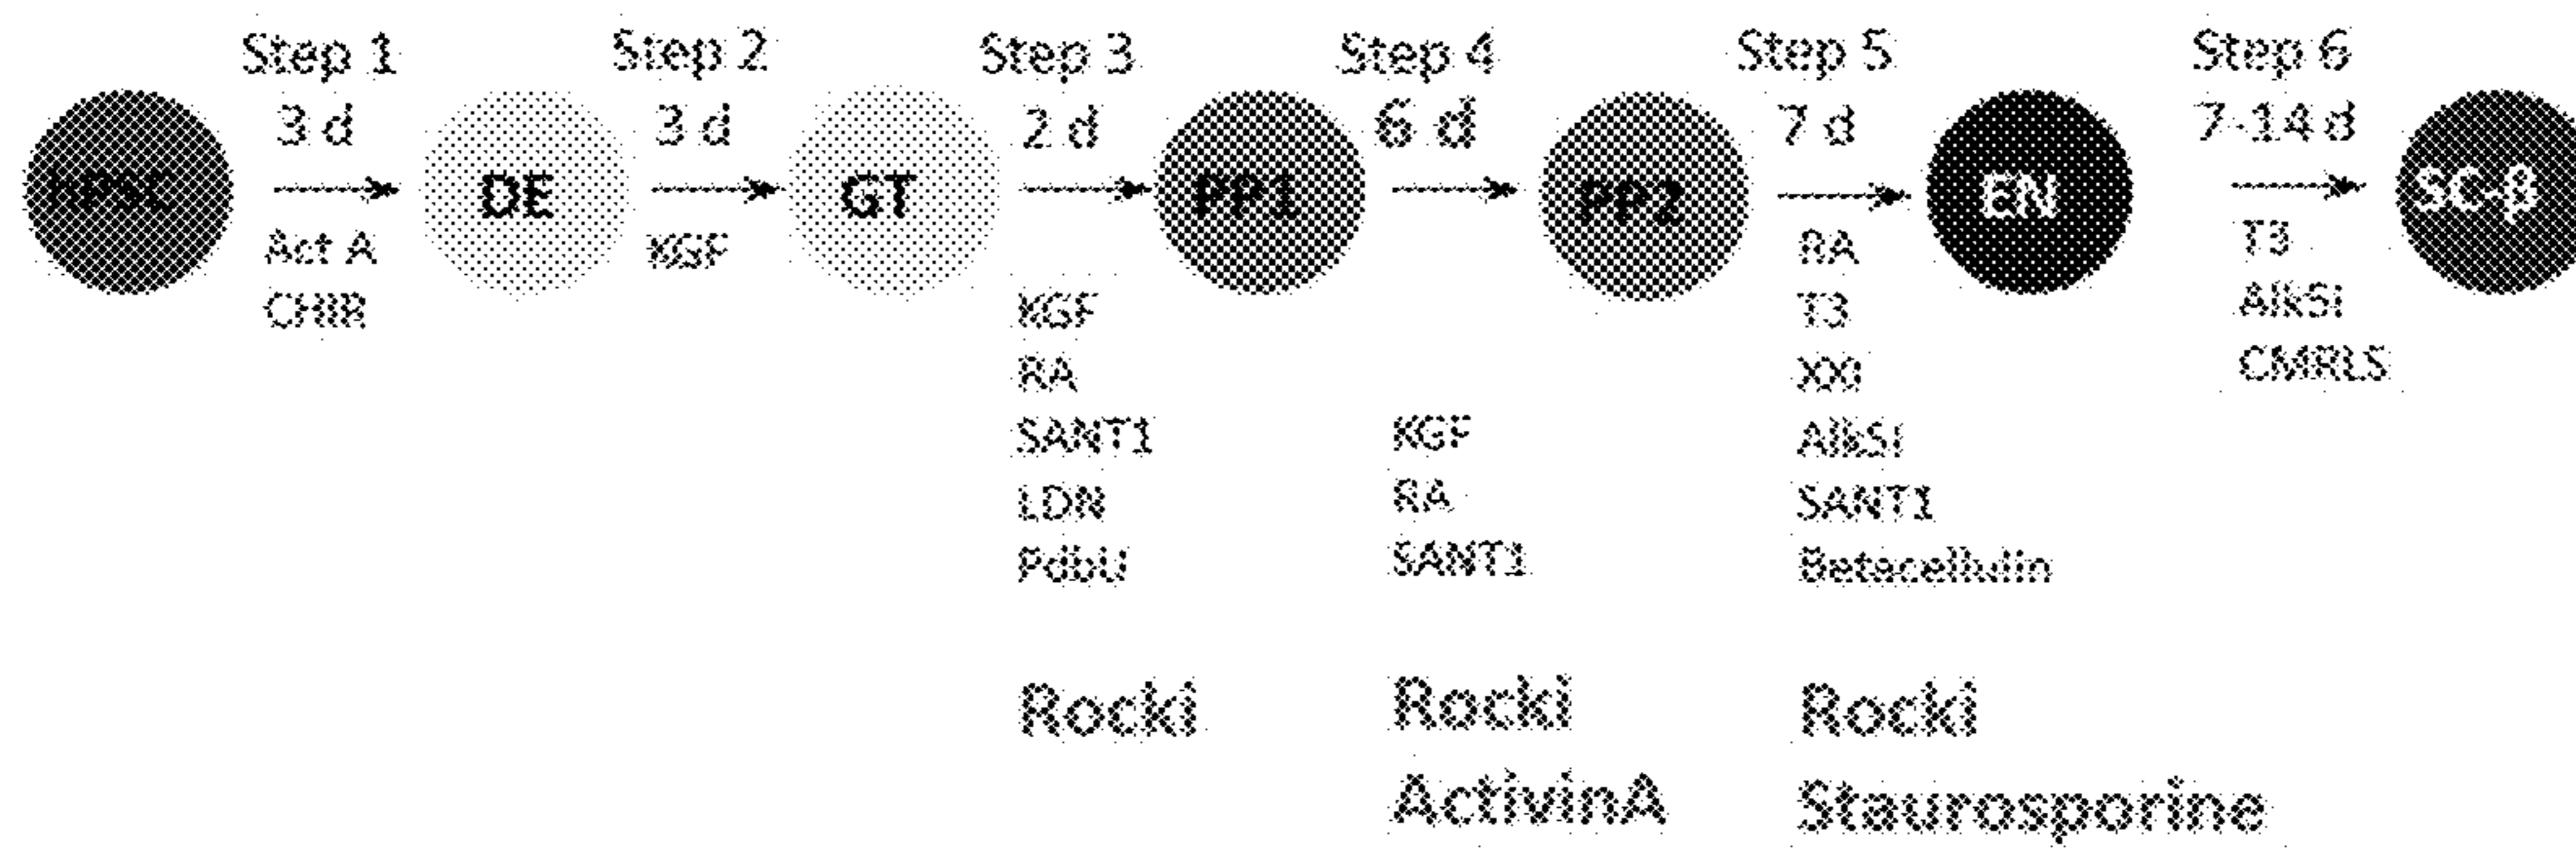 Step 1
3 d
Act A
CHIR
Step 2
3 d
KGF
Step 3
2 d
KGF
RA
SANT1
LDN
PdbU
Rocki
Step 4
6 d
KGF
RA
SANT1
Rocki
ActivinA
Step 5
7 d
RA
T3
XXI
AlkSI
SANT1
Betacellulin
Rocki
Staurosporine
Step 6
7-14 d
T3
AlkSI
CMRLS
hPSC
DE
GT
PP1
PP2
EN
SC-β